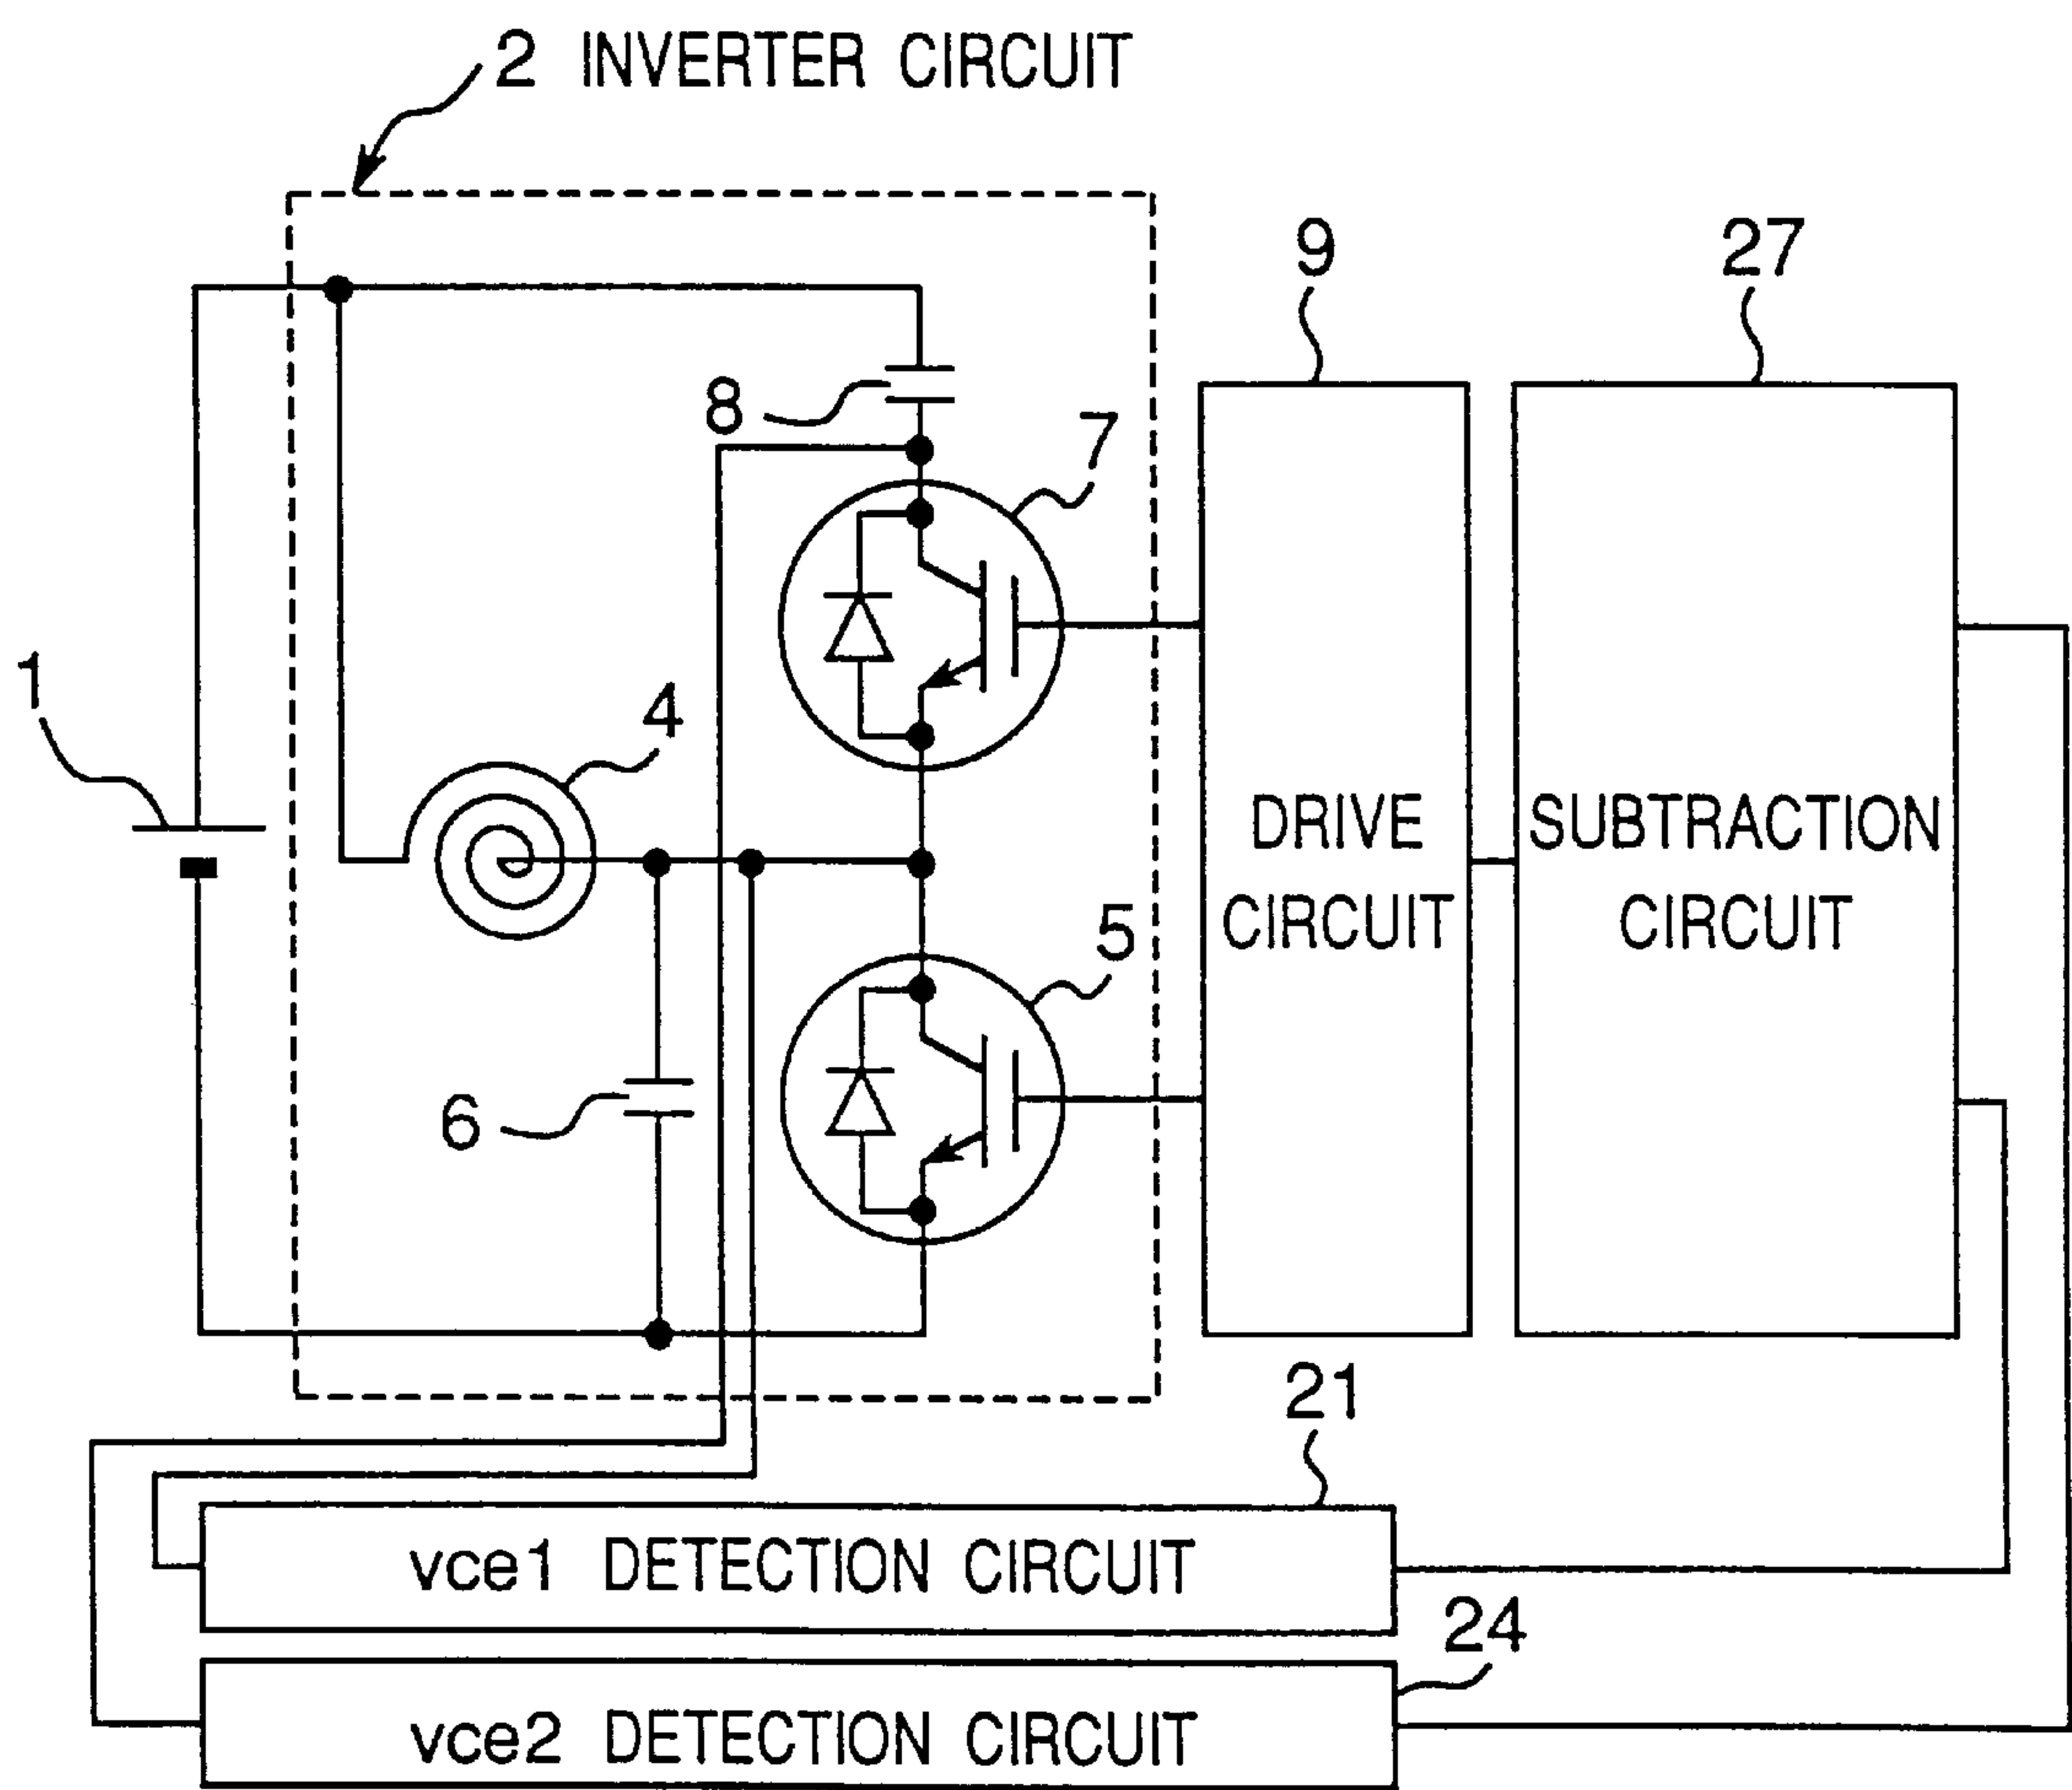 2 INVERTER CIRCUIT
9
27
8
7
1
4
DRIVE CIRCUIT
SUBTRACTION CIRCUIT
5
6
21
vce1 DETECTION CIRCUIT
24
vce2 DETECTION CIRCUIT